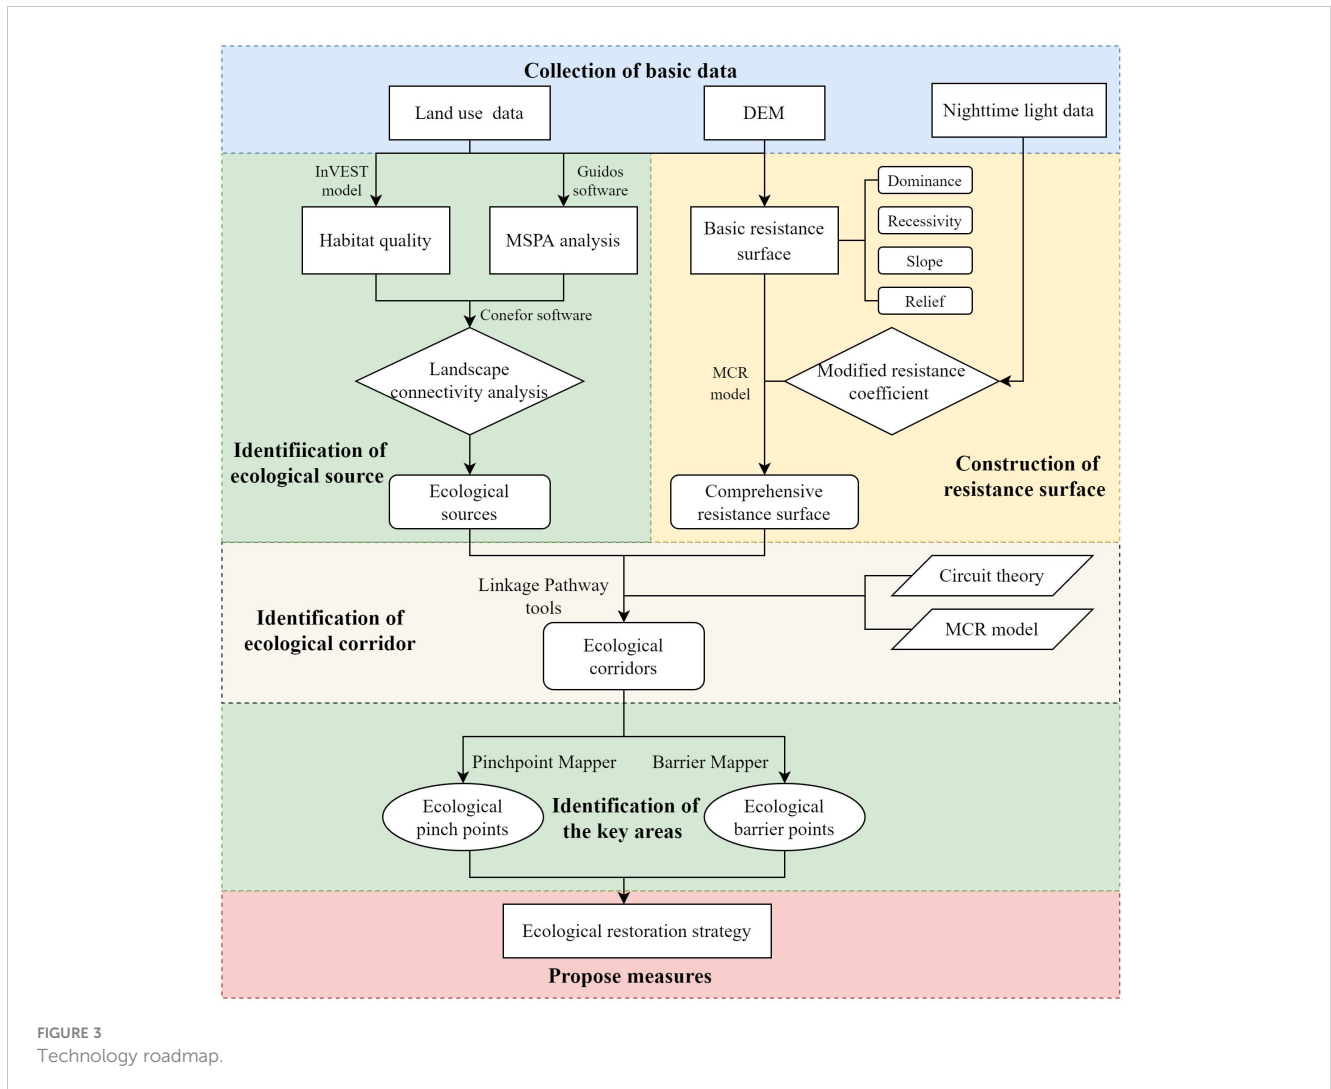 Collection of basic data
Land use data
DEM
Nighttime light data
InVEST
model
Guidos
software
Habitat quality
MSPA analysis
Basic resistance
surface
Dominance
Recessivity
Slope
Relief
Conefor software
Landscape
connectivity analysis
MCR
model
Modified resistance
coefficient
Identifiication of
ecological source
Construction of
resistance surface
Ecological
sources
Comprehensive
resistance surface
Linkage Pathway
tools
Circuit theory
MCR model
Identification of
ecological corridor
Ecological
corridors
Pinchpoint Mapper
Barrier Mapper
Ecological
pinch points
Identification of
the key areas
Ecological
barrier points
Ecological restoration strategy
Propose measures
FIGURE 3
Technology roadmap.